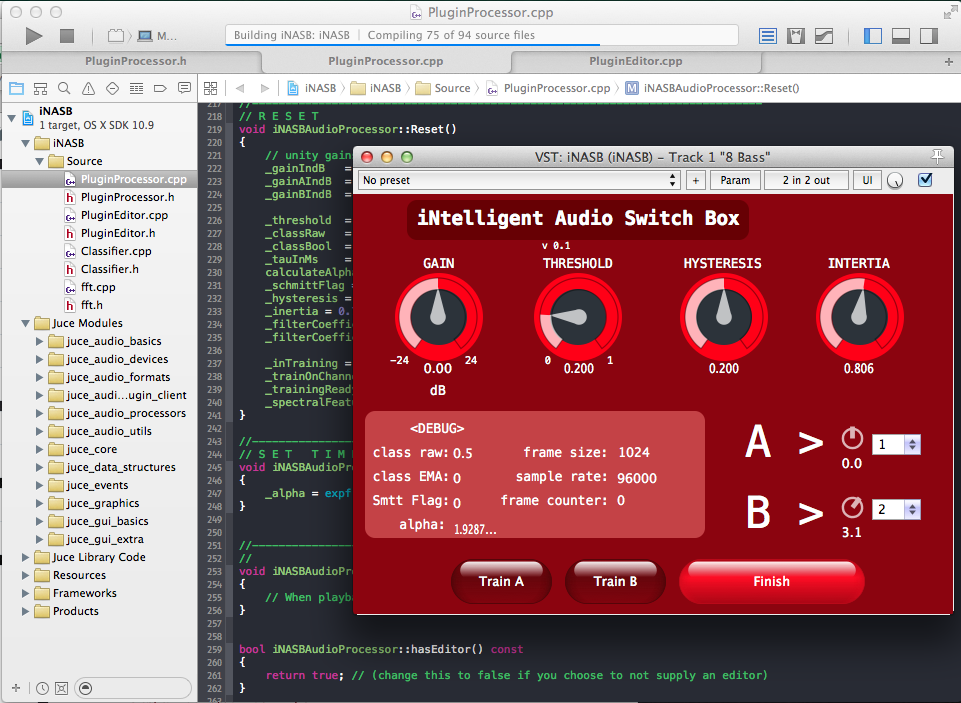 PluginProcessor.cpp
M...
Building iNASB: iNASB | Compiling 75 of 94 source files
PluginProcessor.h
PluginProcessor.cpp
PluginEditor.cpp
iNASB
iNASB
Source
PluginProcessor.cpp
iNASBAudioProcessor::Reset()
iNASB
1 target, OS X SDK 10.9
iNASB
Source
PluginProcessor.cpp
PluginProcessor.h
PluginEditor.cpp
PluginEditor.h
Classifier.cpp
Classifier.h
fft.cpp
fft.h
Juce Modules
juce_audio_basics
juce_audio_devices
juce_audio_formats
juce_audi...ugin_client
juce_audio_processors
juce_audio_utils
juce_core
juce_data_structures
juce_events
juce_graphics
juce_gui_basics
juce_gui_extra
Juce Library Code
Resources
Frameworks
Products
217 //
218 // R E S E T
219 void iNASBAudioProcessor::Reset()
220 {
221 // unity gain
222 _gainIndB =
223 _gainAIndB =
224 _gainBIndB =
225
226 _threshold =
227 _classRaw =
228 _classBool =
229 _tauInMs =
230 calculateAlpha
231 _schmittFlag =
232 _hysteresis =
233 _inertia = 0.
234 _filterCoeffi
235 _filterCoeffi
236
237 _inTraining =
238 _trainOnChann
239 _trainingRead
240 _spectralFeat
241 }
242
243 //
244 // S E T T I M
245 void iNASBAudioPr
246 {
247 _alpha = expf
248 }
249
250
251 //
252 //
253 void iNASBAudioPr
254 {
255 // When playba
256 }
257
258
259 bool iNASBAudioProcessor::hasEditor() const
260 {
261 return true; // (change this to false if you choose to not supply an editor)
262 }
263
VST: iNASB (iNASB) – Track 1 "8 Bass"
No preset
+
Param
2 in 2 out
UI
iNtelligent Audio Switch Box
v 0.1
GAIN
THRESHOLD
HYSTERESIS
INTERTIA
-24
24
0
1
0.00
0.200
0.200
0.806
dB
<DEBUG>
class raw: 0.5
frame size: 1024
class EMA: 0
sample rate: 96000
Smtt Flag: 0
frame counter: 0
alpha: 1.9287...
A > 1
0.0
B > 2
3.1
Train A
Train B
Finish